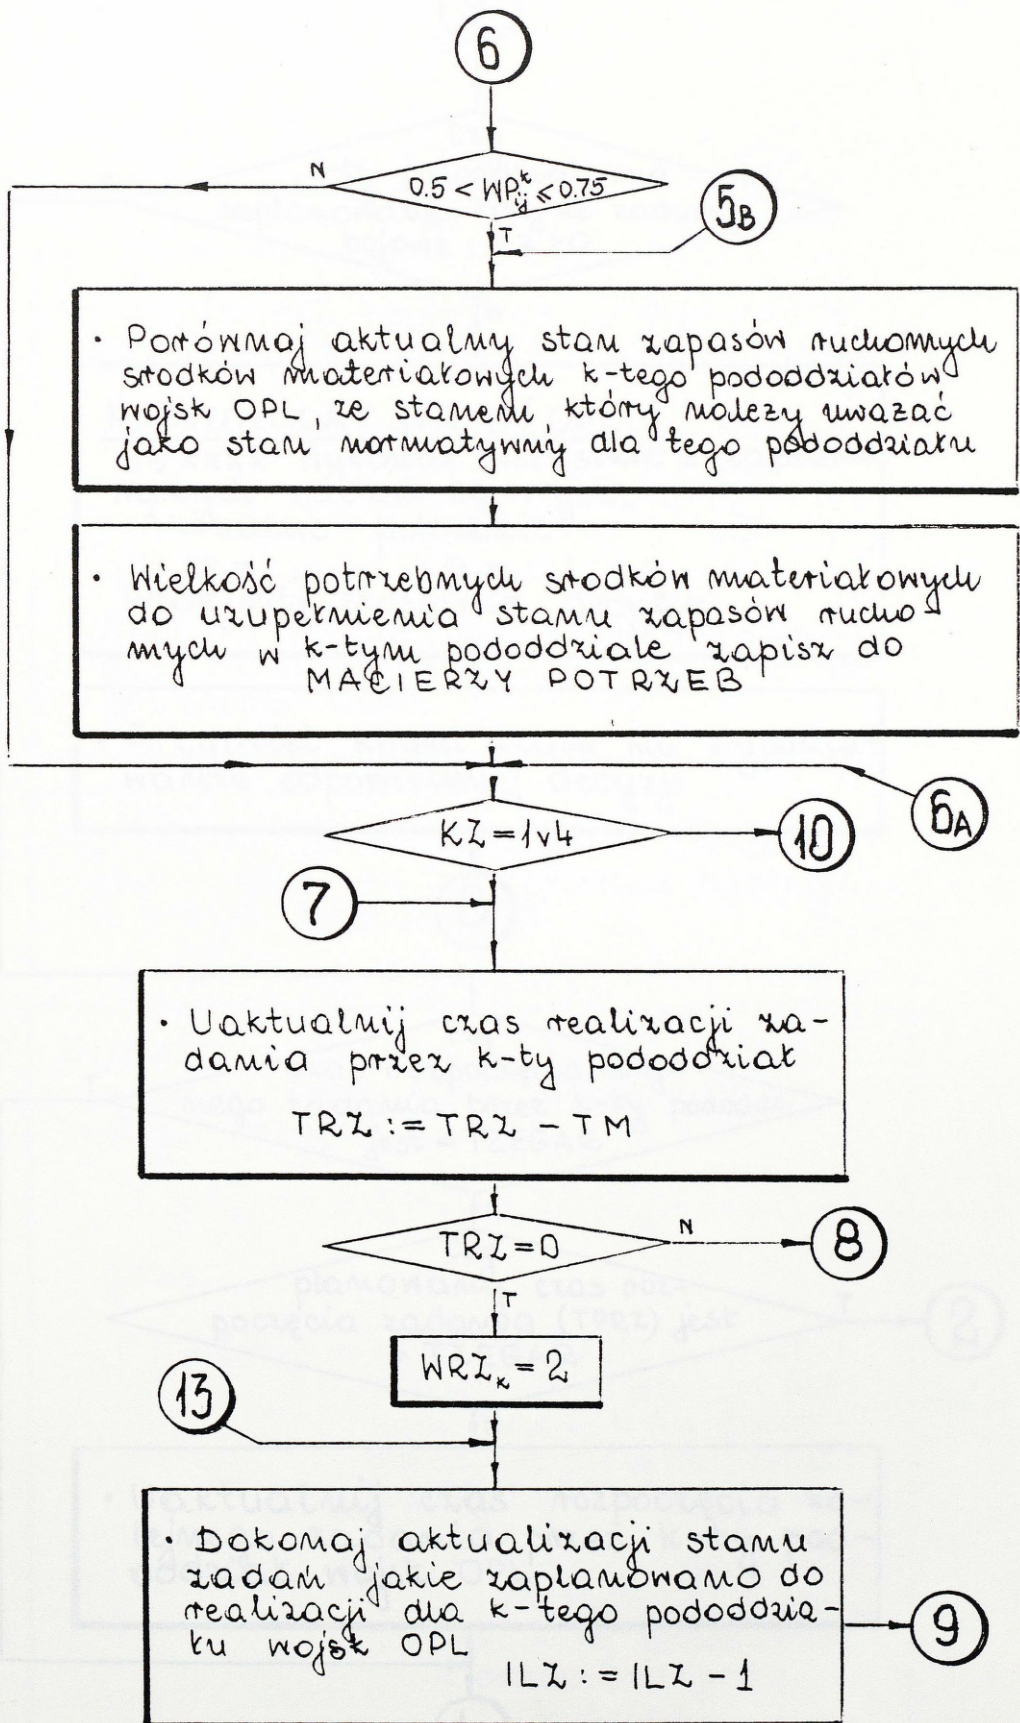 6
N
0.5 < WP^k_ij ≤ 0.75
5B
T
· Porównaj aktualny stan zapasów ruchomych
środków materiałowych k-tego pododdziałów
wojsk OPL, ze stanem, który należy uważać
jako stan normatywny dla tego pododdziału
· Wielkość potrzebnych środków materiałowych
do uzupełnienia stanu zapasów rucho-
mych w k-tym pododdziale zapisz do
MACIERZY POTRZEB
6A
KZ = 1v4
10
7
· Uaktualnij czas realizacji za-
dania przez k-ty pododdział
TRZ := TRZ - TM
TRZ = 0
N
8
T
WRZ_k = 2
13
· Dokonaj aktualizacji stanu
zadań jakie zaplanowano do
realizacji dla k-tego pododdzia-
łu wojsk OPL
9
ILZ := ILZ - 1